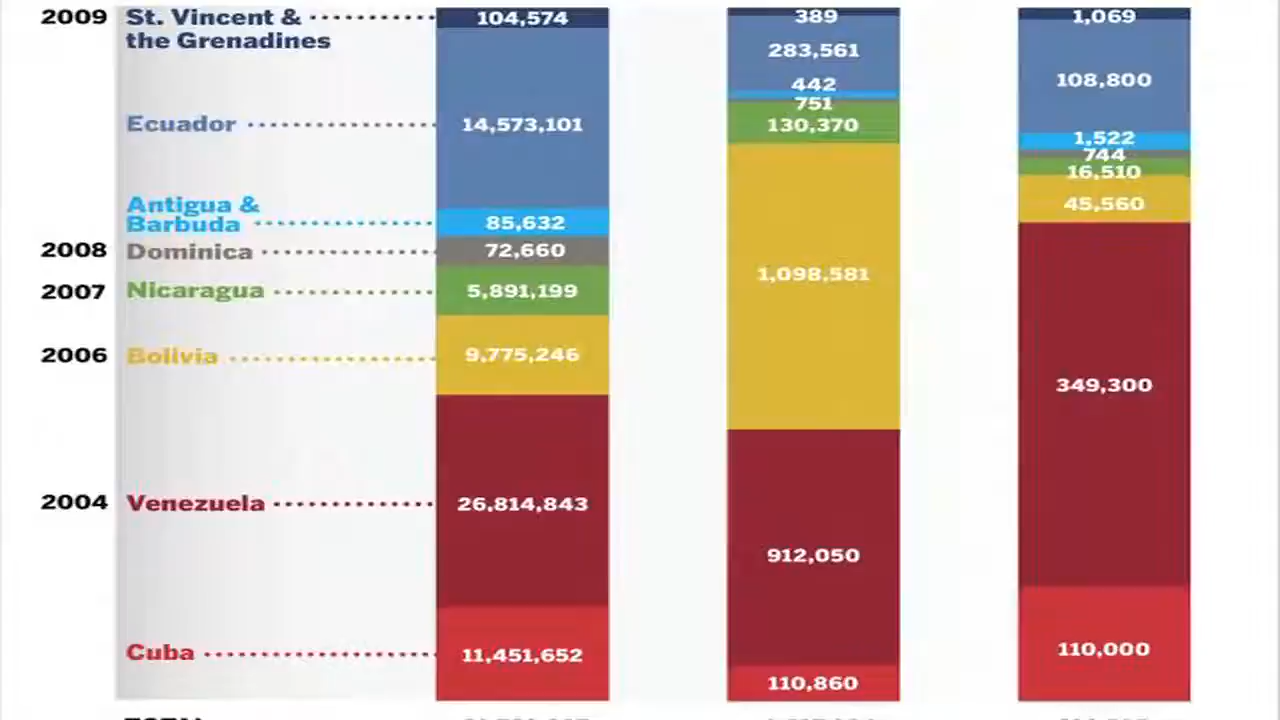 2009 St. Vincent & 104,574 389 1,069
the Grenadines
283,561
108,800
442
751
Ecuador 14,573,101 130,370
1,522
744
16,510
Antigua &
Barbuda 85,632 45,560
2008 Dominica 72,660
1,098,581
2007 Nicaragua 5,891,199
2006 Bolivia 9,775,246
349,300
2004 Venezuela 26,814,843
912,050
Cuba 11,451,652 110,000
110,860